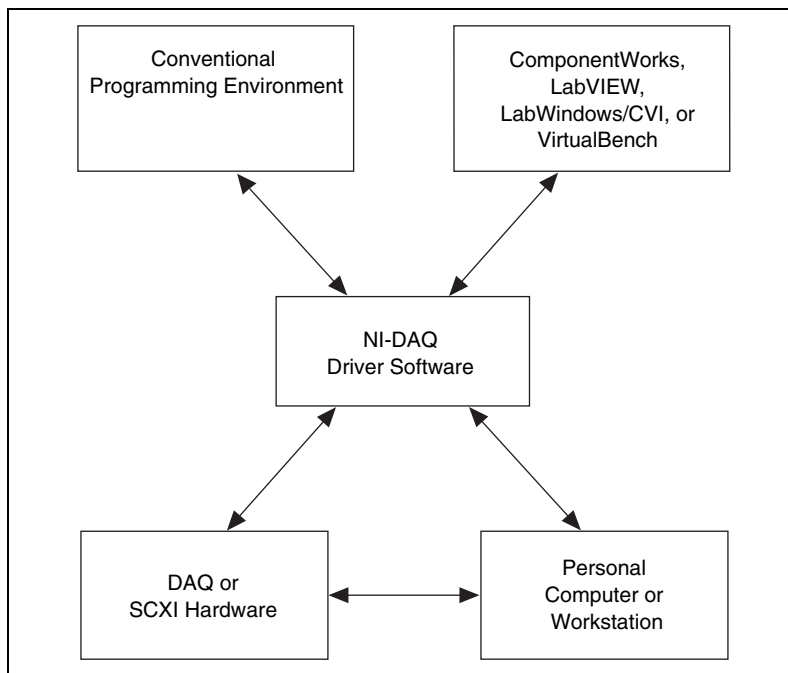 Conventional
Programming Environment
ComponentWorks,
LabVIEW,
LabWindows/CVI, or
VirtualBench
NI-DAQ
Driver Software
DAQ or
SCXI Hardware
Personal
Computer or
Workstation